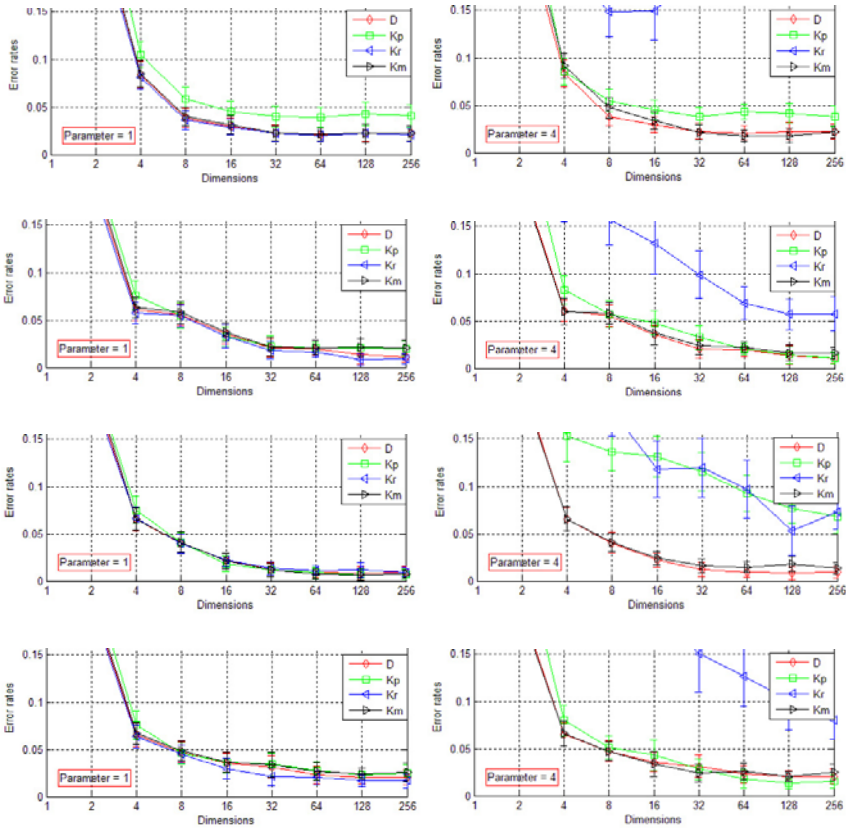 0.15
0.1
0.05
0
Error rates
D
Kp
Kr
Km
Parameter = 1
1 2 4 8 16 32 64 128 256
Dimensions
0.15
0.1
0.05
0
Error rates
D
Kp
Kr
Km
Parameter = 4
1 2 4 8 16 32 64 128 256
Dimensions
0.15
0.1
0.05
0
Error rates
D
Kp
Kr
Km
Parameter = 1
1 2 4 8 16 32 64 128 256
Dimensions
0.15
0.1
0.05
0
Error rates
D
Kp
Kr
Km
Parameter = 4
1 2 4 8 16 32 64 128 256
Dimensions
0.15
0.1
0.05
0
Error rates
D
Kp
Kr
Km
Parameter = 1
1 2 4 8 16 32 64 128 256
Dimensions
0.15
0.1
0.05
0
Error rates
D
Kp
Kr
Km
Parameter = 4
1 2 4 8 16 32 64 128 256
Dimensions
0.15
0.1
0.05
0
Error rates
D
Kp
Kr
Km
Parameter = 1
1 2 4 8 16 32 64 128 256
Dimensions
0.15
0.1
0.05
0
Error rates
D
Kp
Kr
Km
Parameter = 4
1 2 4 8 16 32 64 128 256
Dimensions